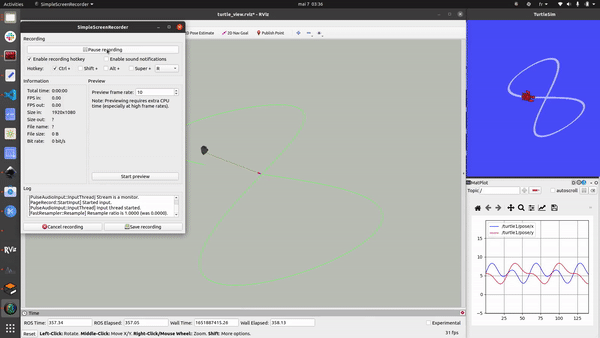 Activities
SimpleScreenRecorder
mai 7 03:36
turtle_view.rviz* - RViz
TurtleSim
SimpleScreenRecorder
Recording
Pause recording
Enable recording hotkey
Enable sound notifications
Hotkey:
Ctrl +
Shift +
Alt +
Super +
R
Information
Total time: 0:00:00
FPS in: 0.00
FPS out: 0.00
Size in: 1920x1080
Size out: ?
File name: ?
File size: 0 B
Bit rate: 0 bit/s
Preview
Preview frame rate: 10
Note: Previewing requires extra CPU
time (especially at high frame rates).
Start preview
Log
[PulseAudioInput::InputThread] Stream is a monitor.
[PageRecord::StartInput] Started input.
[PulseAudioInput::InputThread] Input thread started.
[FastResampler::Resample] Resample ratio is 1.0000 (was 0.0000).
Cancel recording
Save recording
2D Pose Estimate
2D Nav Goal
Publish Point
MatPlot
Topic /
autoscroll
/turtle1/pose/x
/turtle1/pose/y
15
10
5
0
-5
25
50
75
100
125
RViz
Time
ROS Time: 357.34
ROS Elapsed: 357.05
Wall Time: 1651887415.28
Wall Elapsed: 358.13
Experimental
Reset
Left-Click: Rotate. Middle-Click: Move X/Y. Right-Click/Mouse Wheel: Zoom. Shift: More options.
31 fps